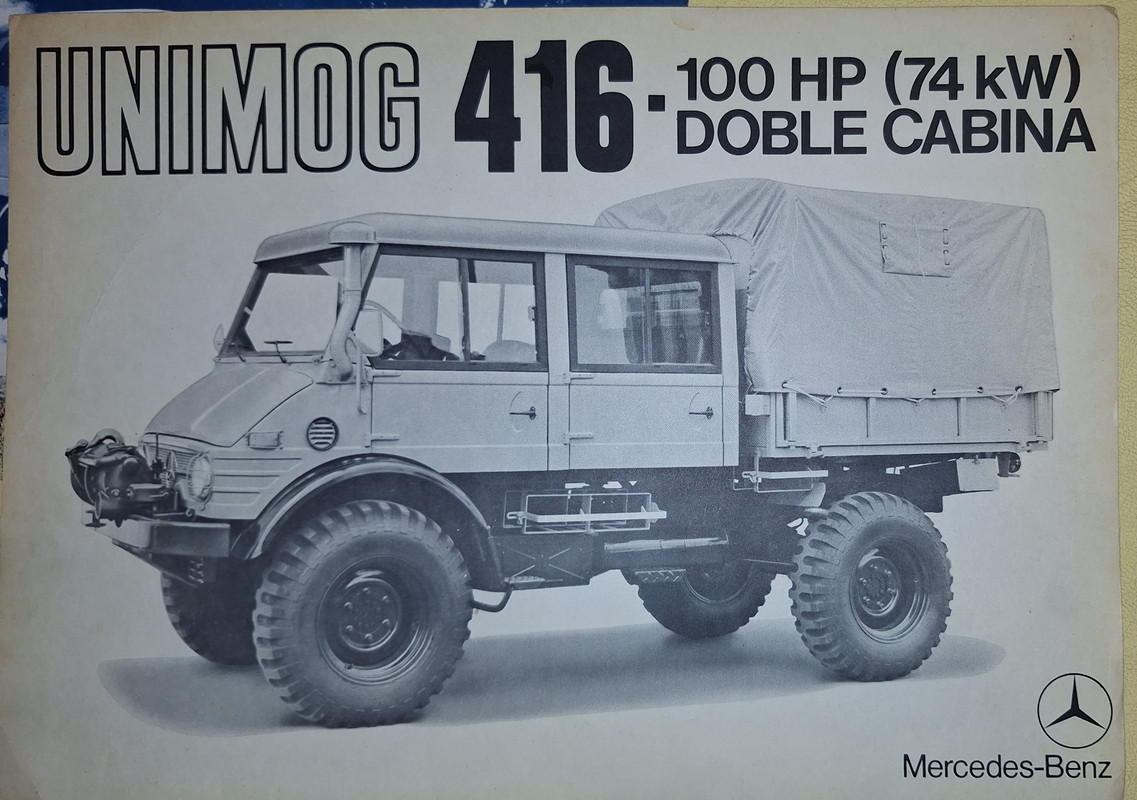 UNIMOG 416 · 100 HP (74 kW)
DOBLE CABINA
Mercedes-Benz